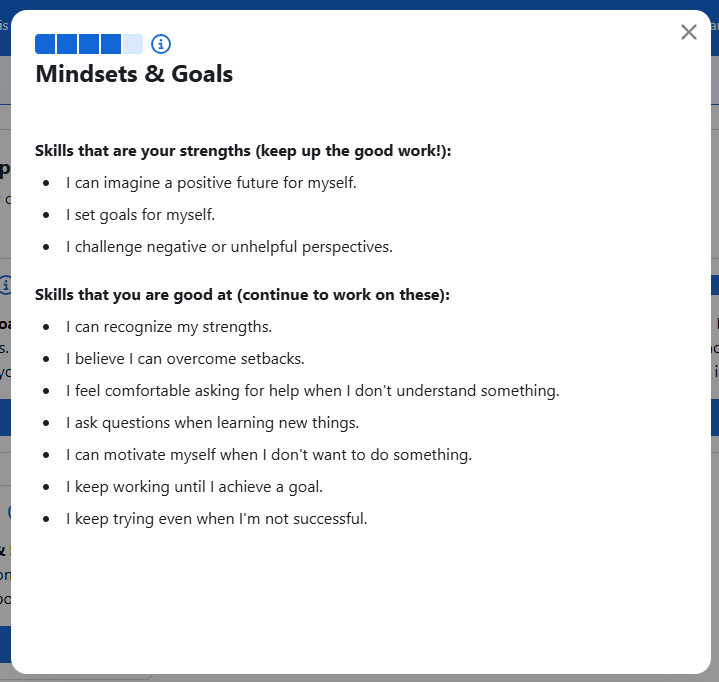 Mindsets & Goals
Skills that are your strengths (keep up the good work!):
I can imagine a positive future for myself.
I set goals for myself.
I challenge negative or unhelpful perspectives.
Skills that you are good at (continue to work on these):
I can recognize my strengths.
I believe I can overcome setbacks.
I feel comfortable asking for help when I don't understand something.
I ask questions when learning new things.
I can motivate myself when I don't want to do something.
I keep working until I achieve a goal.
I keep trying even when I'm not successful.